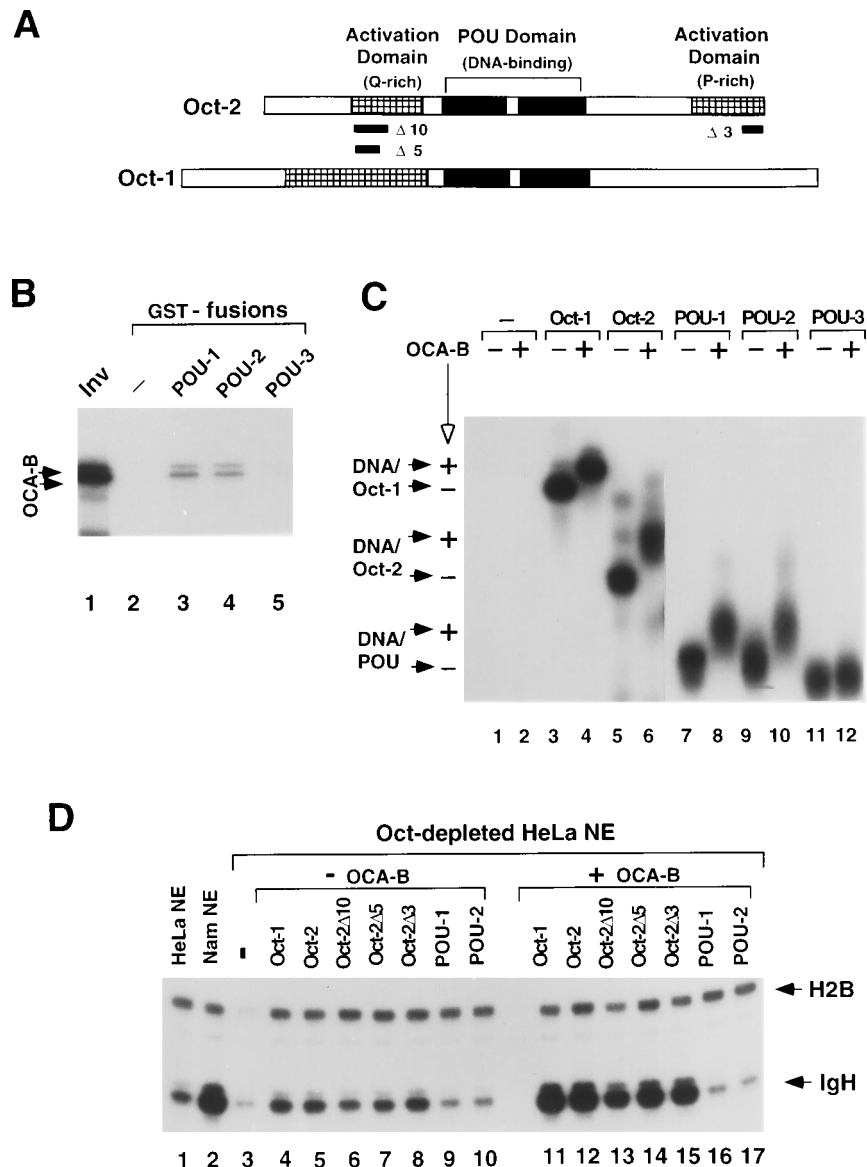 A
Activation Domain (Q-rich)
POU Domain (DNA-binding)
Activation Domain (P-rich)
Oct-2
Δ 10
Δ 3
Δ 5
Oct-1
B
GST - fusions
Inv
–
POU-1
POU-2
POU-3
OCA-B
1 2 3 4 5
C
– Oct-1 Oct-2 POU-1 POU-2 POU-3
OCA-B – + – + – + – + – + – +
DNA/ +
Oct-1 –
+
DNA/
Oct-2 –
DNA/ +
POU –
1 2 3 4 5 6 7 8 9 10 11 12
D
Oct-depleted HeLa NE
- OCA-B
+ OCA-B
HeLa NE
Nam NE
-
Oct-1
Oct-2
Oct-2Δ10
Oct-2Δ5
Oct-2Δ3
POU-1
POU-2
Oct-1
Oct-2
Oct-2Δ10
Oct-2Δ5
Oct-2Δ3
POU-1
POU-2
H2B
IgH
1 2 3 4 5 6 7 8 9 10 11 12 13 14 15 16 17